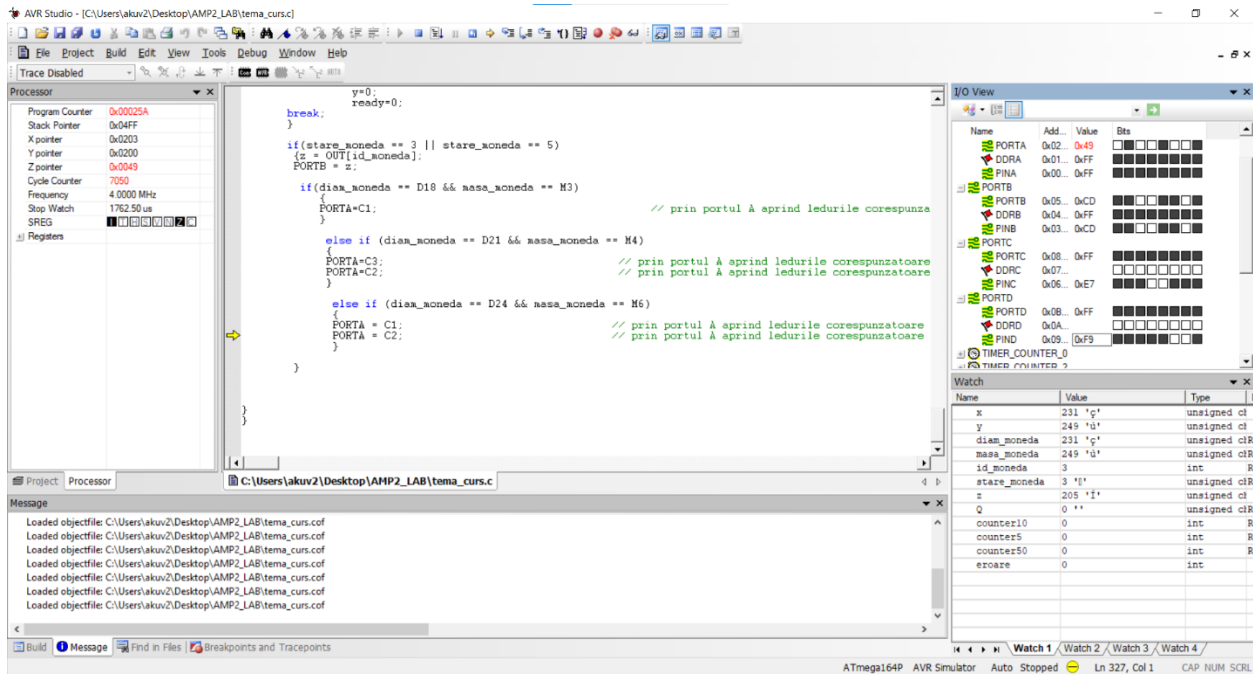 AVR Studio - [C:\Users\akuv2\Desktop\AMP2_LAB\tema_curs.c]
File Project Build Edit View Tools Debug Window Help
Trace Disabled
Processor
Program Counter 0x00025A
Stack Pointer 0x04FF
X pointer 0x0203
Y pointer 0x0200
Z pointer 0x0049
Cycle Counter 7050
Frequency 4.0000 MHz
Stop Watch 1762.50 us
SREG I T H S V N Z C
Registers
Project Processor
y=0;
ready=0;
break;
}
if(stare_moneda == 3 || stare_moneda == 5)
{z = OUT[id_moneda];
PORTB = z;
if(diam_moneda == D18 && masa_moneda == M3)
{
PORTA=C1; // prin portul A aprind ledurile corespunza
}
else if (diam_moneda == D21 && masa_moneda == M4)
{
PORTA=C3; // prin portul A aprind ledurile corespunzatoare
PORTA=C2; // prin portul A aprind ledurile corespunzatoare
}
else if (diam_moneda == D24 && masa_moneda == M6)
{
PORTA = C1; // prin portul A aprind ledurile corespunzatoare
PORTA = C2; // prin portul A aprind ledurile corespunzatoare
}
}
}
}
C:\Users\akuv2\Desktop\AMP2_LAB\tema_curs.c
I/O View
Name Add... Value Bits
PORTA 0x02... 0x49
DDRA 0x01... 0xFF
PINA 0x00... 0xFF
PORTB
PORTB 0x05... 0xCD
DDRB 0x04... 0xFF
PINB 0x03... 0xCD
PORTC
PORTC 0x08... 0xFF
DDRC 0x07...
PINC 0x06... 0xE7
PORTD
PORTD 0x0B... 0xFF
DDRD 0x0A...
PIND 0x09... 0xF9
TIMER_COUNTER_0
TIMER_COUNTER_2
Watch
Name Value Type
x 231 'ç' unsigned ch
y 249 'ù' unsigned ch
diam_moneda 231 'ç' unsigned chR
masa_moneda 249 'ù' unsigned chR
id_moneda 3 int R
stare_moneda 3 unsigned chR
z 205 'Í' unsigned ch
Q 0 '' unsigned chR
counter10 0 int R
counter5 0 int R
counter50 0 int R
eroare 0 int
Watch 1 Watch 2 Watch 3 Watch 4
Message
Loaded objectfile: C:\Users\akuv2\Desktop\AMP2_LAB\tema_curs.cof
Loaded objectfile: C:\Users\akuv2\Desktop\AMP2_LAB\tema_curs.cof
Loaded objectfile: C:\Users\akuv2\Desktop\AMP2_LAB\tema_curs.cof
Loaded objectfile: C:\Users\akuv2\Desktop\AMP2_LAB\tema_curs.cof
Loaded objectfile: C:\Users\akuv2\Desktop\AMP2_LAB\tema_curs.cof
Loaded objectfile: C:\Users\akuv2\Desktop\AMP2_LAB\tema_curs.cof
Loaded objectfile: C:\Users\akuv2\Desktop\AMP2_LAB\tema_curs.cof
Build Message Find in Files Breakpoints and Tracepoints
ATmega164P AVR Simulator Auto Stopped Ln 327, Col 1 CAP NUM SCRL